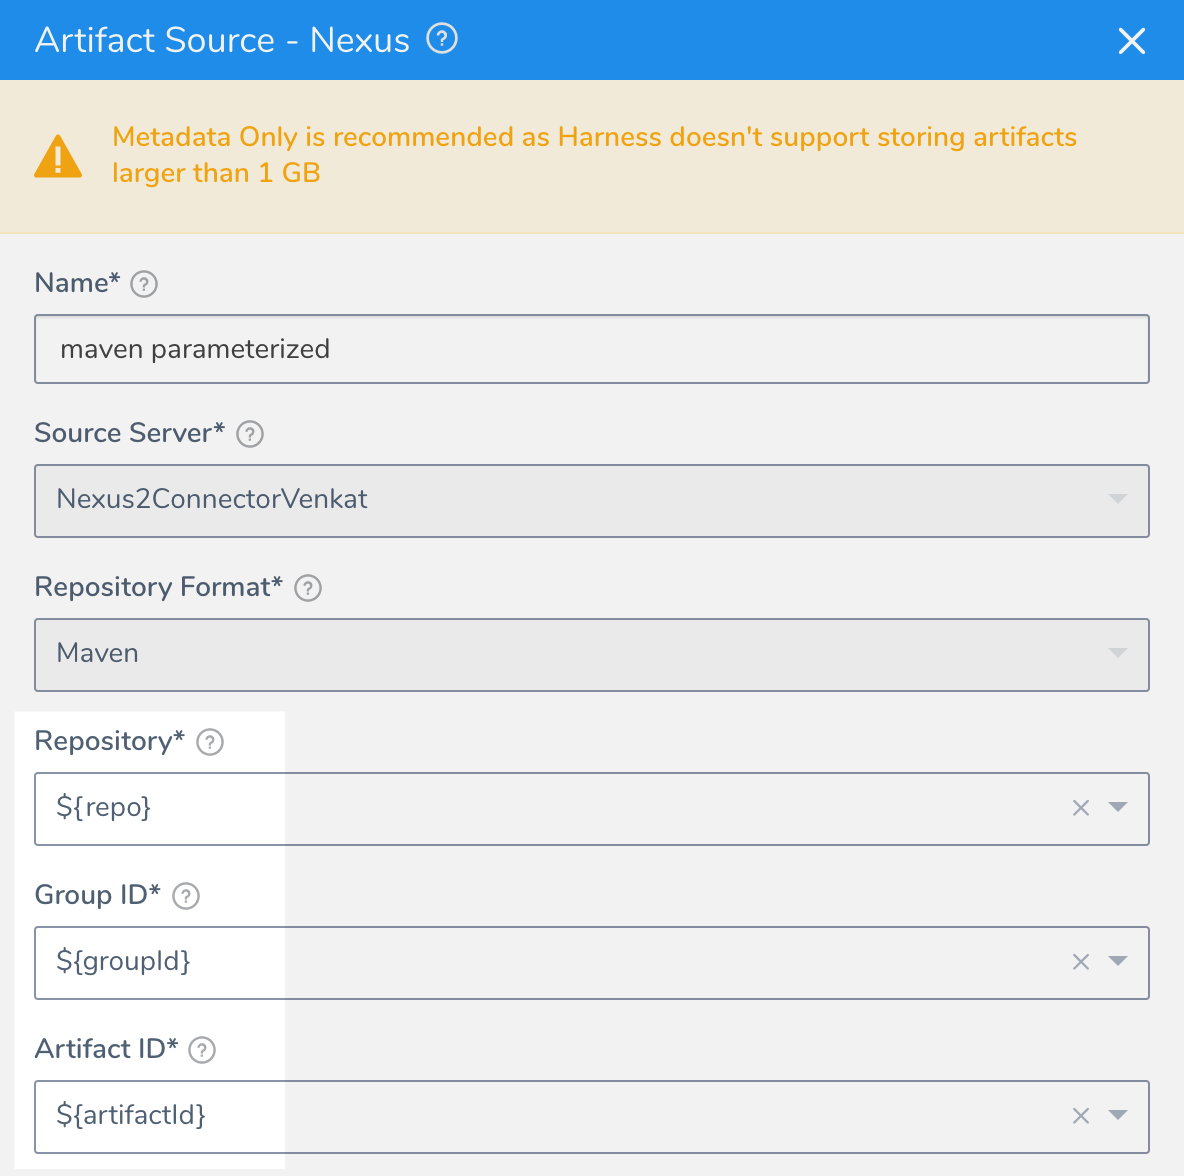 Artifact Source - Nexus ?
Metadata Only is recommended as Harness doesn't support storing artifacts
larger than 1 GB
Name* ?
maven parameterized
Source Server* ?
Nexus2ConnectorVenkat
Repository Format* ?
Maven
Repository* ?
${repo}
Group ID* ?
${groupId}
Artifact ID* ?
${artifactId}